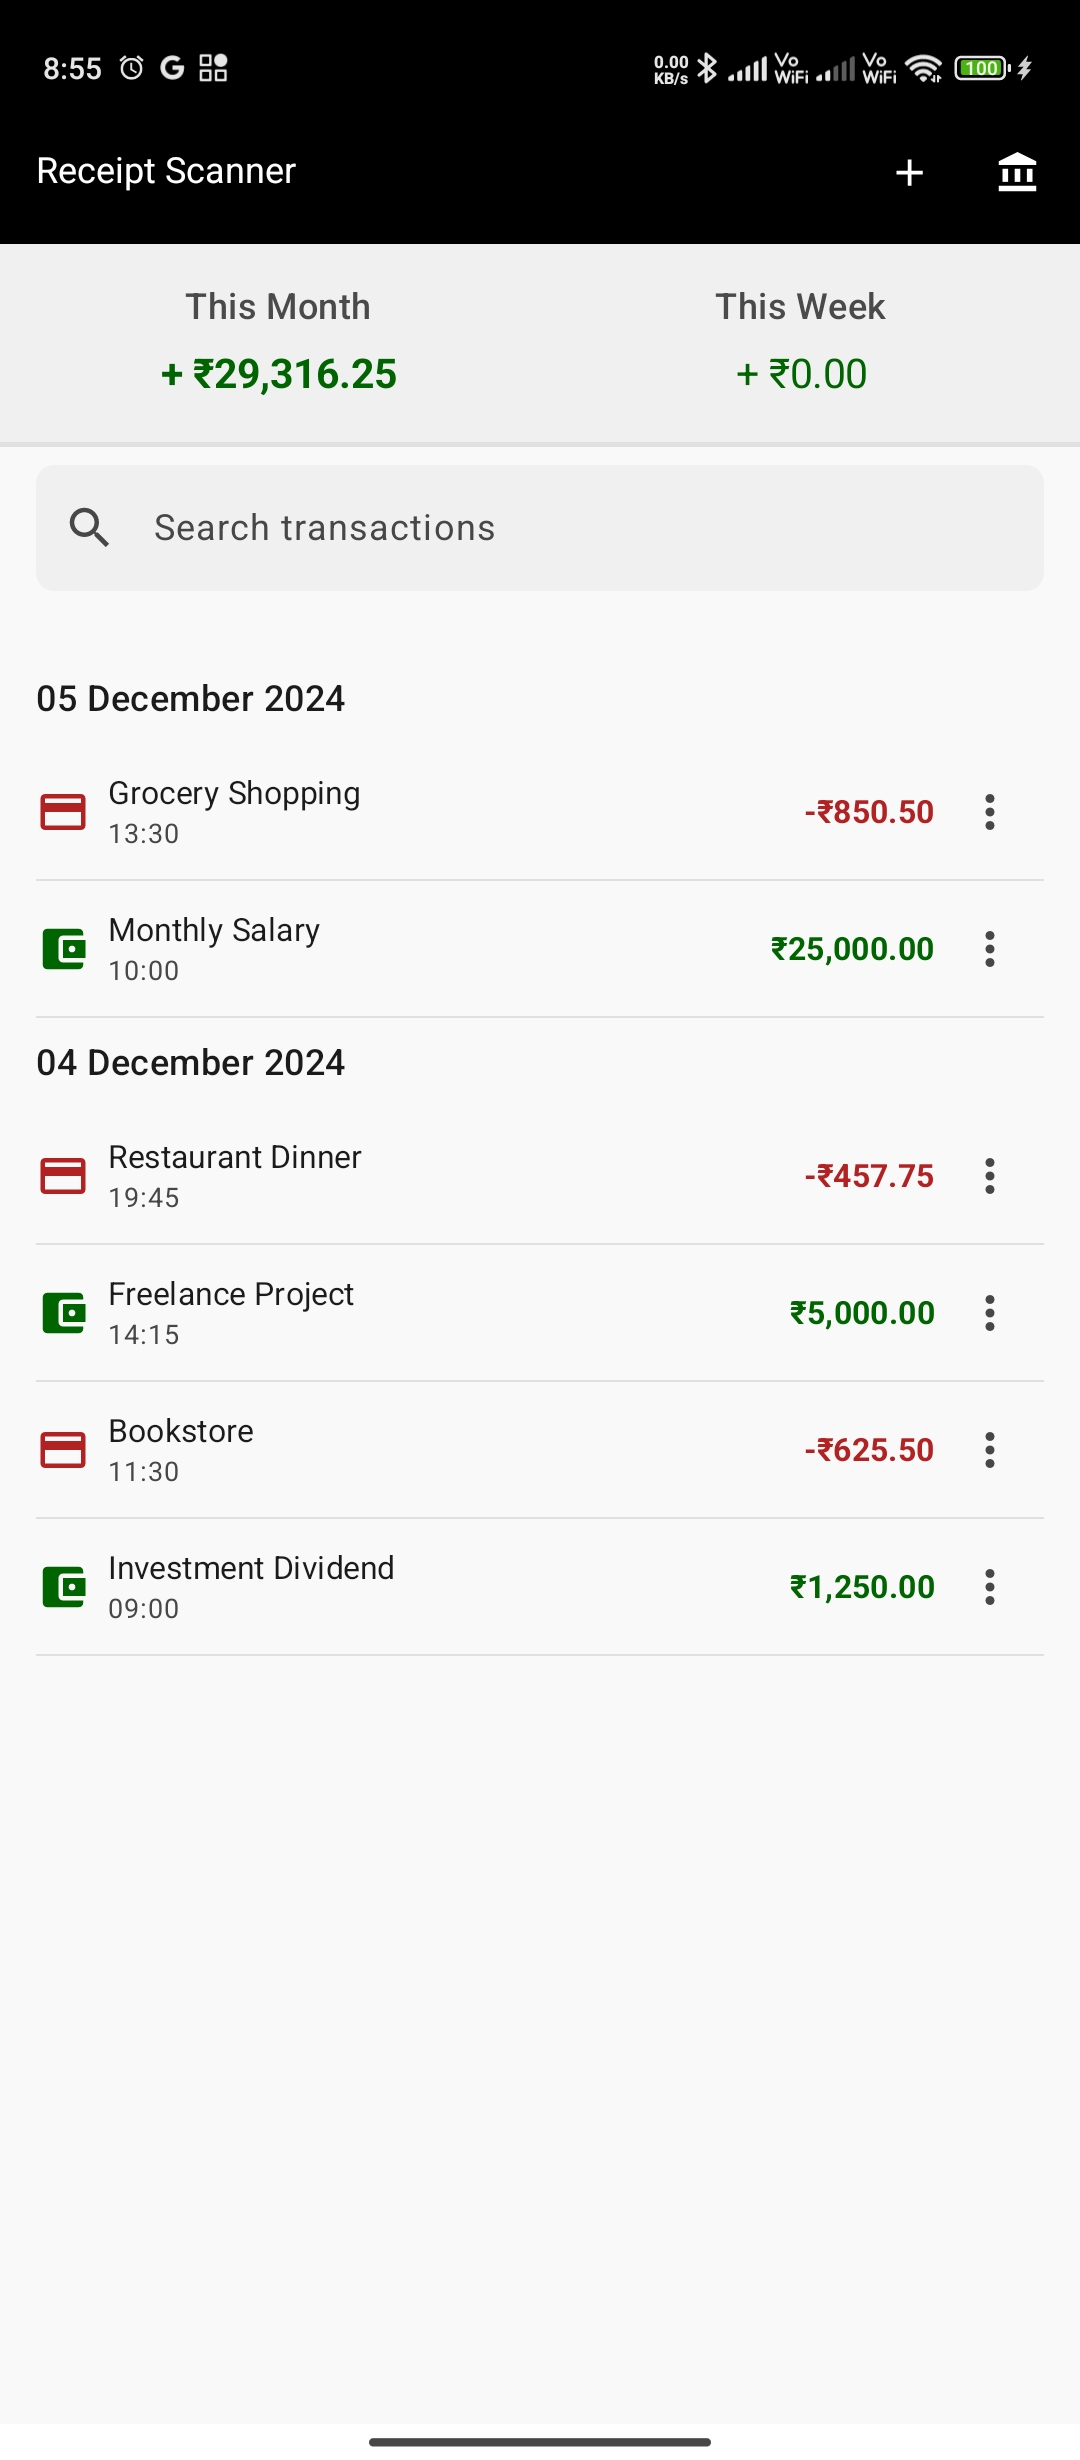 8:55 G 0.00 KB/s Vo WiFi Vo WiFi 100
Receipt Scanner +
This Month This Week
+ ₹29,316.25 + ₹0.00
Search transactions
05 December 2024
Grocery Shopping
13:30
-₹850.50
Monthly Salary
10:00
₹25,000.00
04 December 2024
Restaurant Dinner
19:45
-₹457.75
Freelance Project
14:15
₹5,000.00
Bookstore
11:30
-₹625.50
Investment Dividend
09:00
₹1,250.00